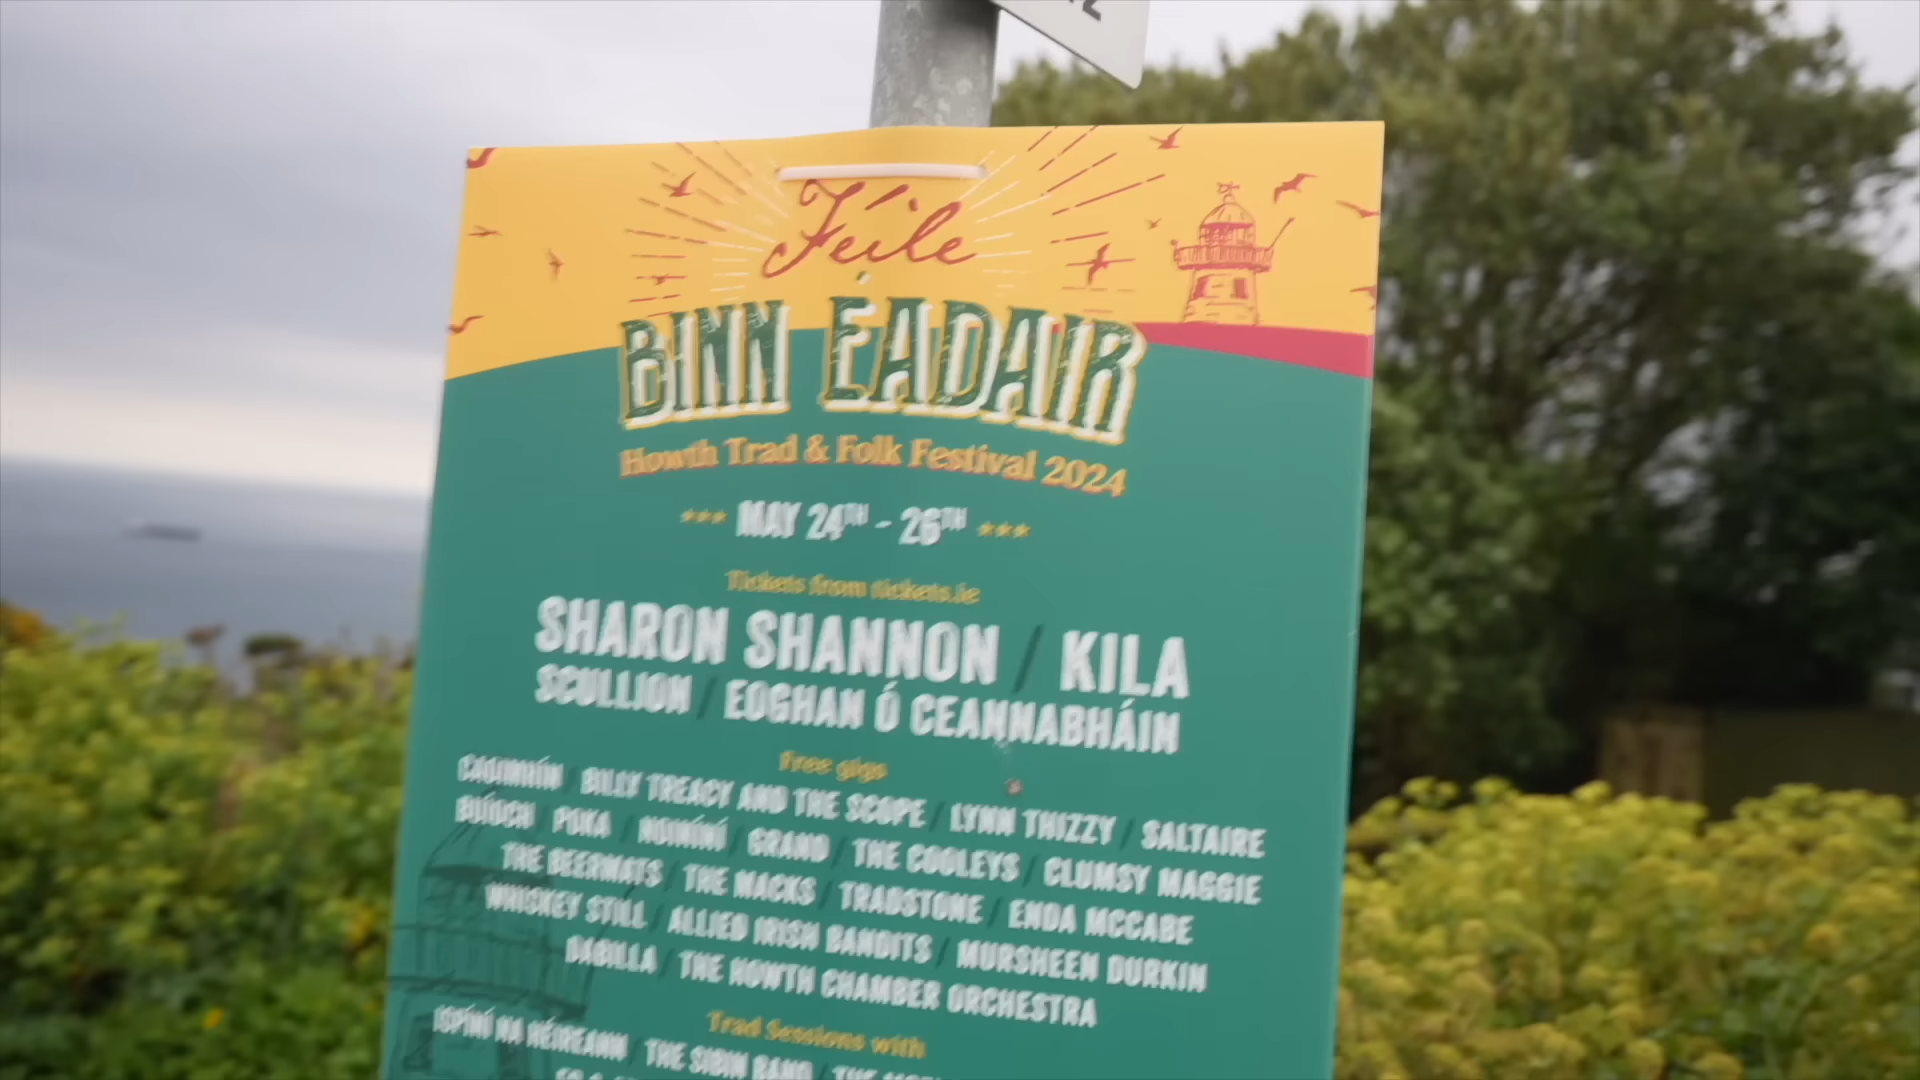 Féile
BINN ÉADAIR
Howth Trad & Folk Festival 2024
*** MAY 24TH - 26TH ***
Tickets from tickets.ie
SHARON SHANNON / KILA
SCULLION / EOGHAN Ó CEANNABHÁIN
Free gigs
CAOIMHÍN / BILLY TREACY AND THE SCOPE / LYNN THIZZY / SALTAIRE
BUÍOCH / POKA / NOINÍNÍ / GRAND / THE COOLEYS / CLUMSY MAGGIE
THE BEERMATS / THE MACKS / TRADSTONE / ENDA MCCABE
WHISKEY STILL / ALLIED IRISH BANDITS / MURSHEEN DURKIN
DABILLA / THE HOWTH CHAMBER ORCHESTRA
Trad Sessions with
ISPÍNÍ NA HÉIREANN / THE SIBIN BAND / THE